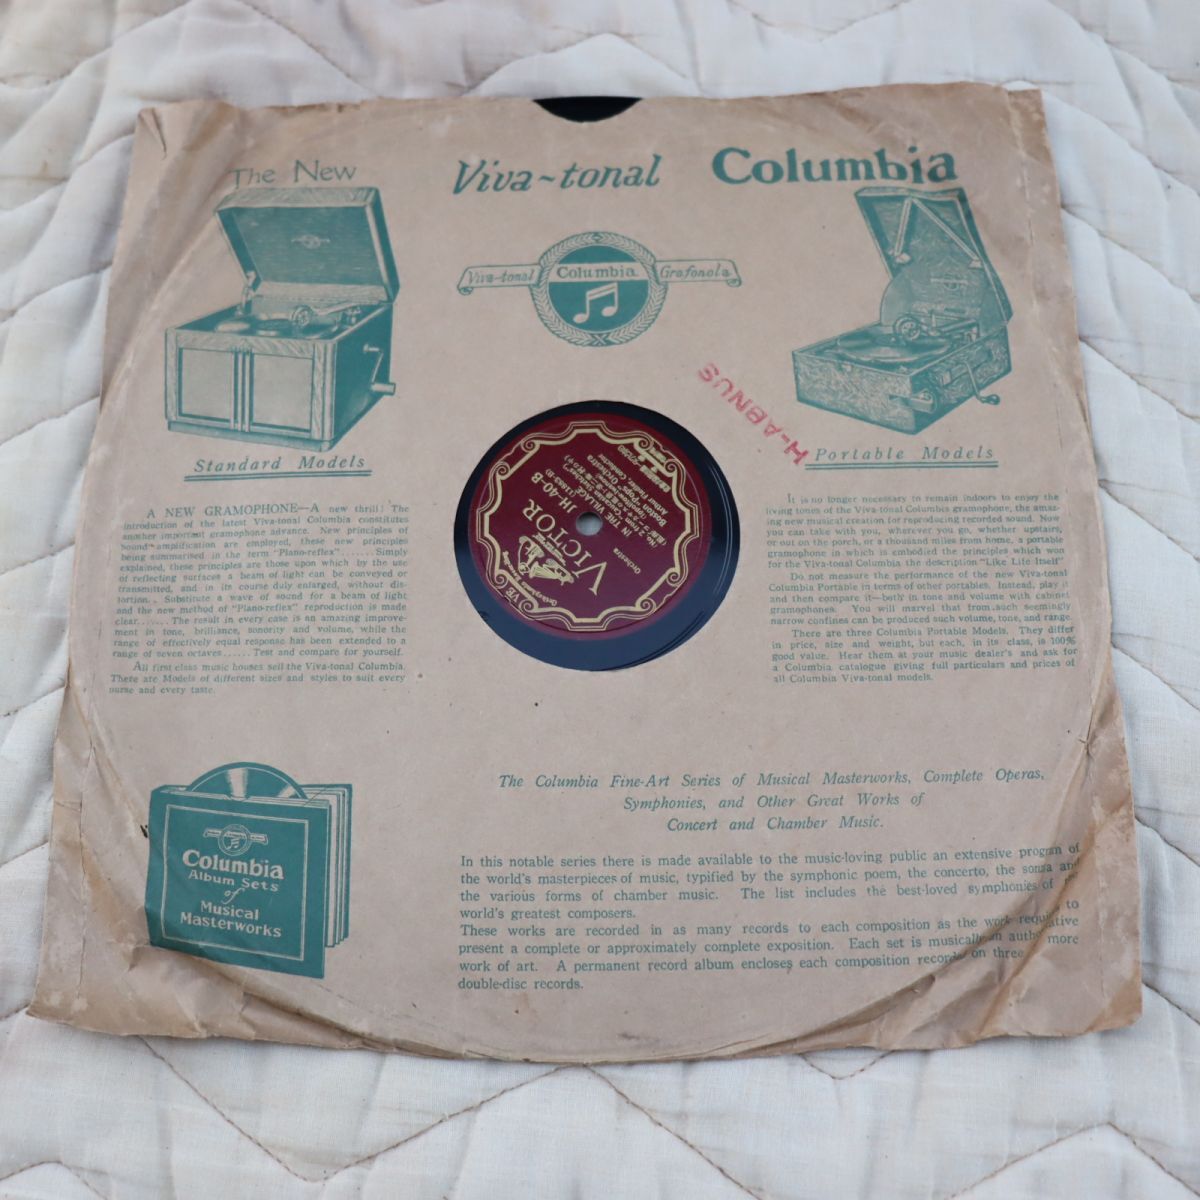 The New Viva-tonal Columbia
Viva-tonal Columbia Grafonola
H-ABNUS
Standard Models
Portable Models
A NEW GRAMOPHONE—A new thrill! The
introduction of the latest Viva-tonal Columbia constitutes
another important gramophone advance. New principles of
sound amplification are employed, these new principles
being summarised in the term "Plano-reflex".......Simply
explained, these principles are those upon which by the use
of reflecting surfaces a beam of light can be conveyed or
transmitted, and in its course duly enlarged, without dis-
tortion... Substitute a wave of sound for a beam of light
and the new method of "Plano-reflex" reproduction is made
clear.......The result in every case is an amazing improve-
ment in tone, brilliance, sonority and volume, while the
range of effectively equal response has been extended to a
range of seven octaves......Test and compare for yourself.
All first class music houses sell the Viva-tonal Columbia.
There are Models of different sizes and styles to suit every
purse and every taste.
It is no longer necessary to remain indoors to enjoy the
living tones of the Viva-tonal Columbia gramophone, the amaz-
ing new musical creation for reproducing recorded sound. Now
you can take with you, wherever you go, whether upstairs,
or out on the porch, or a thousand miles from home, a portable
gramophone in which is embodied the principles which won
for the Viva-tonal Columbia the description "Like Life Itself"
Do not measure the performance of the new Viva-tonal
Columbia Portable in terms of other portables. Instead, play it
and then compare it—both in tone and volume with cabinet
gramophones. You will marvel that from such seemingly
narrow confines can be produced such volume, tone, and range.
There are three Columbia Portable Models. They differ
in price, size and weight, but each, in its class, is 100%
good value. Hear them at your music dealer's and ask for
a Columbia catalogue giving full particulars and prices of
all Columbia Viva-tonal models.
VICTOR
Orchestra
JH-40-B
(11883-B)
IN THE VILLAGE
(No. 2 from "Caucasian Sketches")
Boston "Pops" Orchestra
Arthur Fiedler, Conductor
Columbia
Album Sets
of
Musical
Masterworks
The Columbia Fine-Art Series of Musical Masterworks, Complete Operas,
Symphonies, and Other Great Works of
Concert and Chamber Music.
In this notable series there is made available to the music-loving public an extensive program of
the world's masterpieces of music, typified by the symphonic poem, the concerto, the sonata and
the various forms of chamber music. The list includes the best-loved symphonies of
world's greatest composers.
These works are recorded in as many records to each composition as the work requires to
present a complete or approximately complete exposition. Each set is musically an authoritative
work of art. A permanent record album encloses each composition recorded on three more
double-disc records.